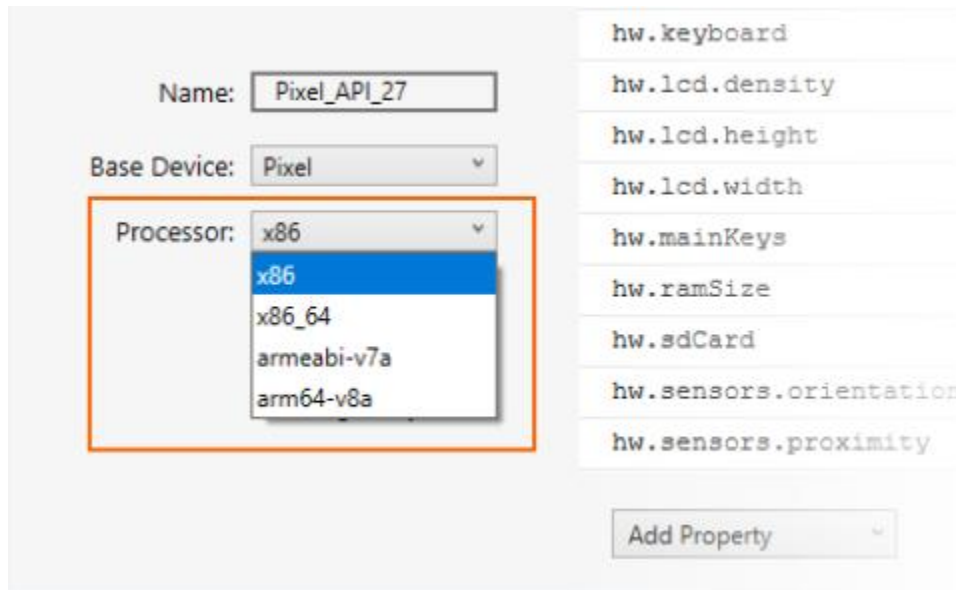 Name: Pixel_API_27
Base Device: Pixel
Processor: x86
x86
x86_64
armeabi-v7a
arm64-v8a
hw.keyboard
hw.lcd.density
hw.lcd.height
hw.lcd.width
hw.mainKeys
hw.ramSize
hw.sdCard
hw.sensors.orientation
hw.sensors.proximity
Add Property